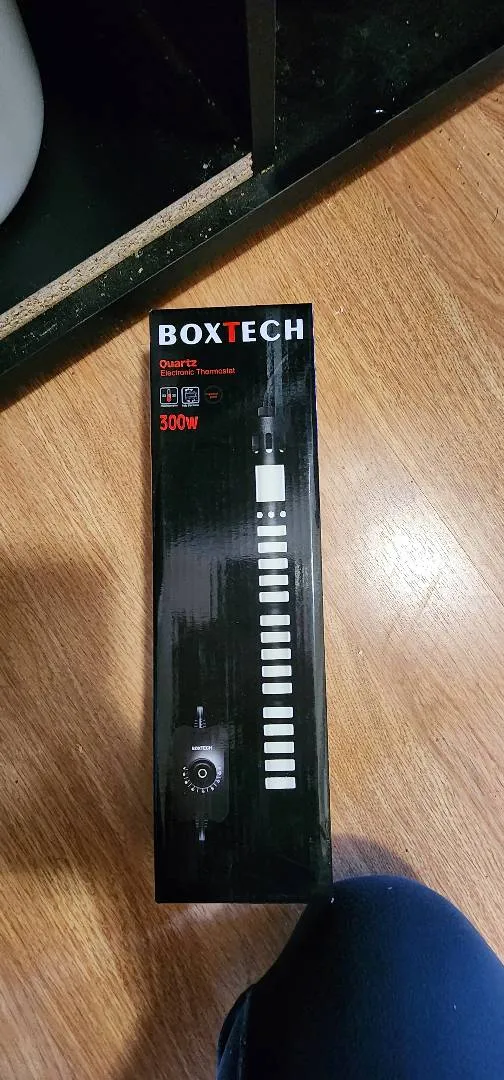 BOXTECH
Quartz
Electronic Thermostat
300w
BOXTECH